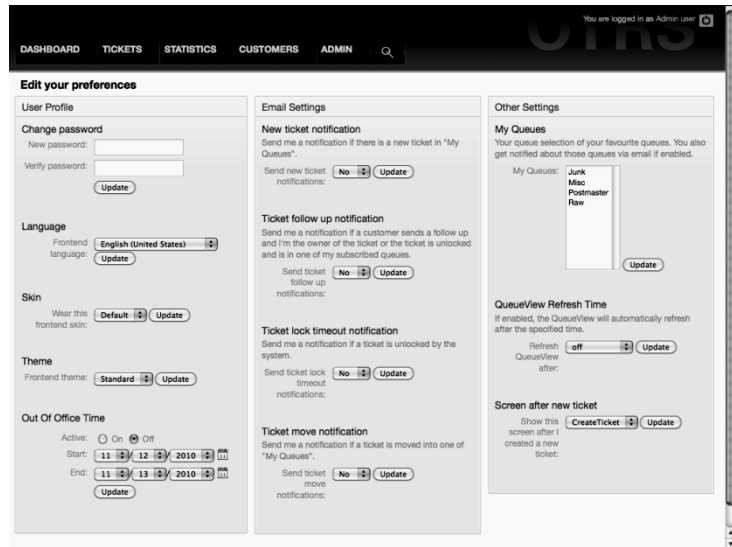 You are logged in as Admin user
OTRS
DASHBOARD TICKETS STATISTICS CUSTOMERS ADMIN
Edit your preferences
User Profile
Change password
New password:
Verify password:
Update
Language
Frontend language: English (United States)
Update
Skin
Wear this frontend skin: Default Update
Theme
Frontend theme: Standard Update
Out Of Office Time
Active: On Off
Start: 11 / 12 / 2010
End: 11 / 13 / 2010
Update
Email Settings
New ticket notification
Send me a notification if there is a new ticket in "My
Queues".
Send new ticket
notifications: No Update
Ticket follow up notification
Send me a notification if a customer sends a follow up
and I'm the owner of the ticket or the ticket is unlocked
and is in one of my subscribed queues.
Send ticket
follow up
notifications: No Update
Ticket lock timeout notification
Send me a notification if a ticket is unlocked by the
system.
Send ticket lock
timeout
notifications: No Update
Ticket move notification
Send me a notification if a ticket is moved into one of
"My Queues".
Send ticket
move
notifications: No Update
Other Settings
My Queues
Your queue selection of your favourite queues. You also
get notified about those queues via email if enabled.
My Queues: Junk
Misc
Postmaster
Raw
Update
QueueView Refresh Time
If enabled, the QueueView will automatically refresh
after the specified time.
Refresh
QueueView
after: off Update
Screen after new ticket
Show this
screen after I
created a new
ticket: CreateTicket Update